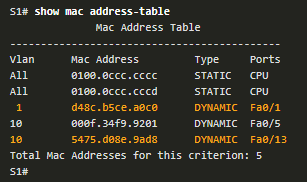 S1# show mac address-table
Mac Address Table
-------------------------------------------
Vlan Mac Address Type Ports
All 0100.0ccc.cccc STATIC CPU
All 0100.0ccc.cccd STATIC CPU
1 d48c.b5ce.a0c0 DYNAMIC Fa0/1
10 000f.34f9.9201 DYNAMIC Fa0/5
10 5475.d08e.9ad8 DYNAMIC Fa0/13
Total Mac Addresses for this criterion: 5
S1#